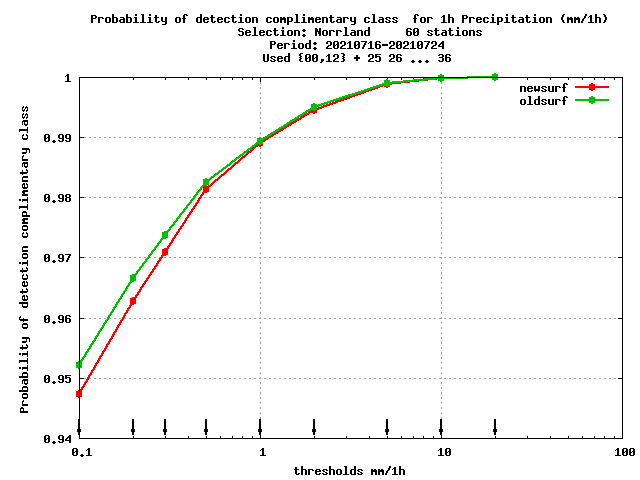 Probability of detection complimentary class  for 1h Precipitation (mm/1h)
Selection: Norrland     60 stations
Period: 20210716-20210724
Used {00,12} + 25 26 ... 36
newsurf
oldsurf
Probability of detection complimentary class
1
0.99
0.98
0.97
0.96
0.95
0.94
0.1
1
10
100
thresholds mm/1h